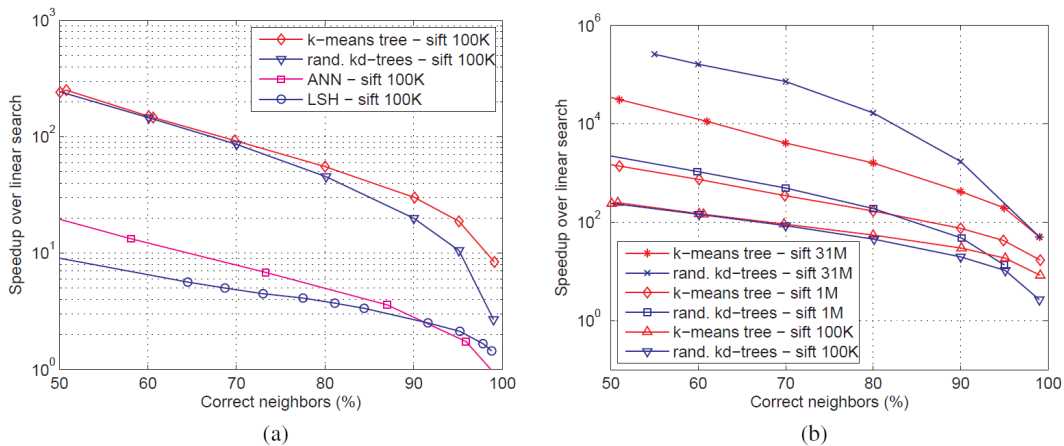 10^3
10^2
10^1
10^0
Speedup over linear search
k−means tree − sift 100K
rand. kd−trees − sift 100K
ANN − sift 100K
LSH − sift 100K
50 60 70 80 90 100
Correct neighbors (%)
(a)
10^6
10^4
10^2
10^0
Speedup over linear search
k−means tree − sift 31M
rand. kd−trees − sift 31M
k−means tree − sift 1M
rand. kd−trees − sift 1M
k−means tree − sift 100K
rand. kd−trees − sift 100K
50 60 70 80 90 100
Correct neighbors (%)
(b)